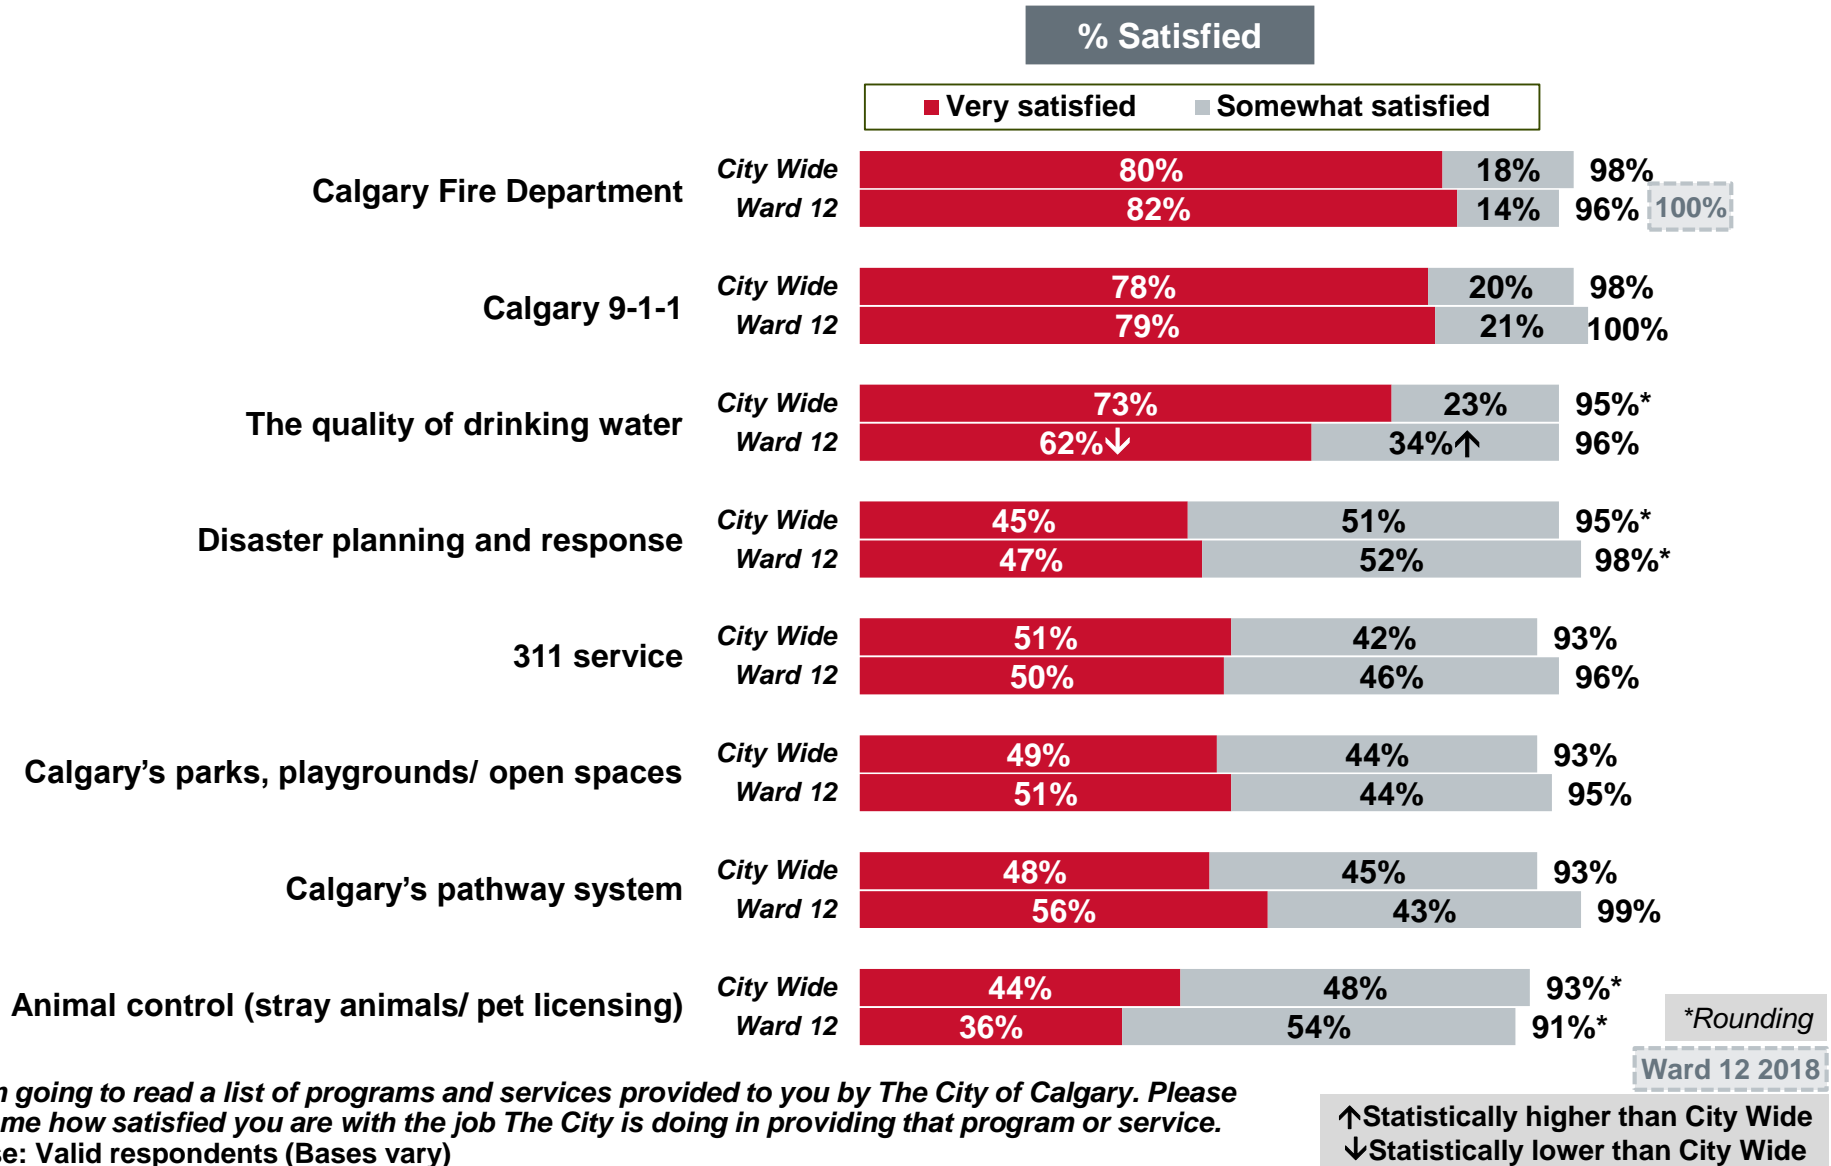 % Satisfied
Very satisfied Somewhat satisfied
Calgary Fire Department
City Wide 80% 18% 98%
Ward 12 82% 14% 96% 100%
Calgary 9-1-1
City Wide 78% 20% 98%
Ward 12 79% 21% 100%
The quality of drinking water
City Wide 73% 23% 95%*
Ward 12 62%↓ 34%↑ 96%
Disaster planning and response
City Wide 45% 51% 95%*
Ward 12 47% 52% 98%*
311 service
City Wide 51% 42% 93%
Ward 12 50% 46% 96%
Calgary’s parks, playgrounds/ open spaces
City Wide 49% 44% 93%
Ward 12 51% 44% 95%
Calgary’s pathway system
City Wide 48% 45% 93%
Ward 12 56% 43% 99%
Animal control (stray animals/ pet licensing)
City Wide 44% 48% 93%*
Ward 12 36% 54% 91%*
*Rounding
Ward 12 2018
going to read a list of programs and services provided to you by The City of Calgary. Please
me how satisfied you are with the job The City is doing in providing that program or service.
Valid respondents (Bases vary)
↑Statistically higher than City Wide
↓Statistically lower than City Wide